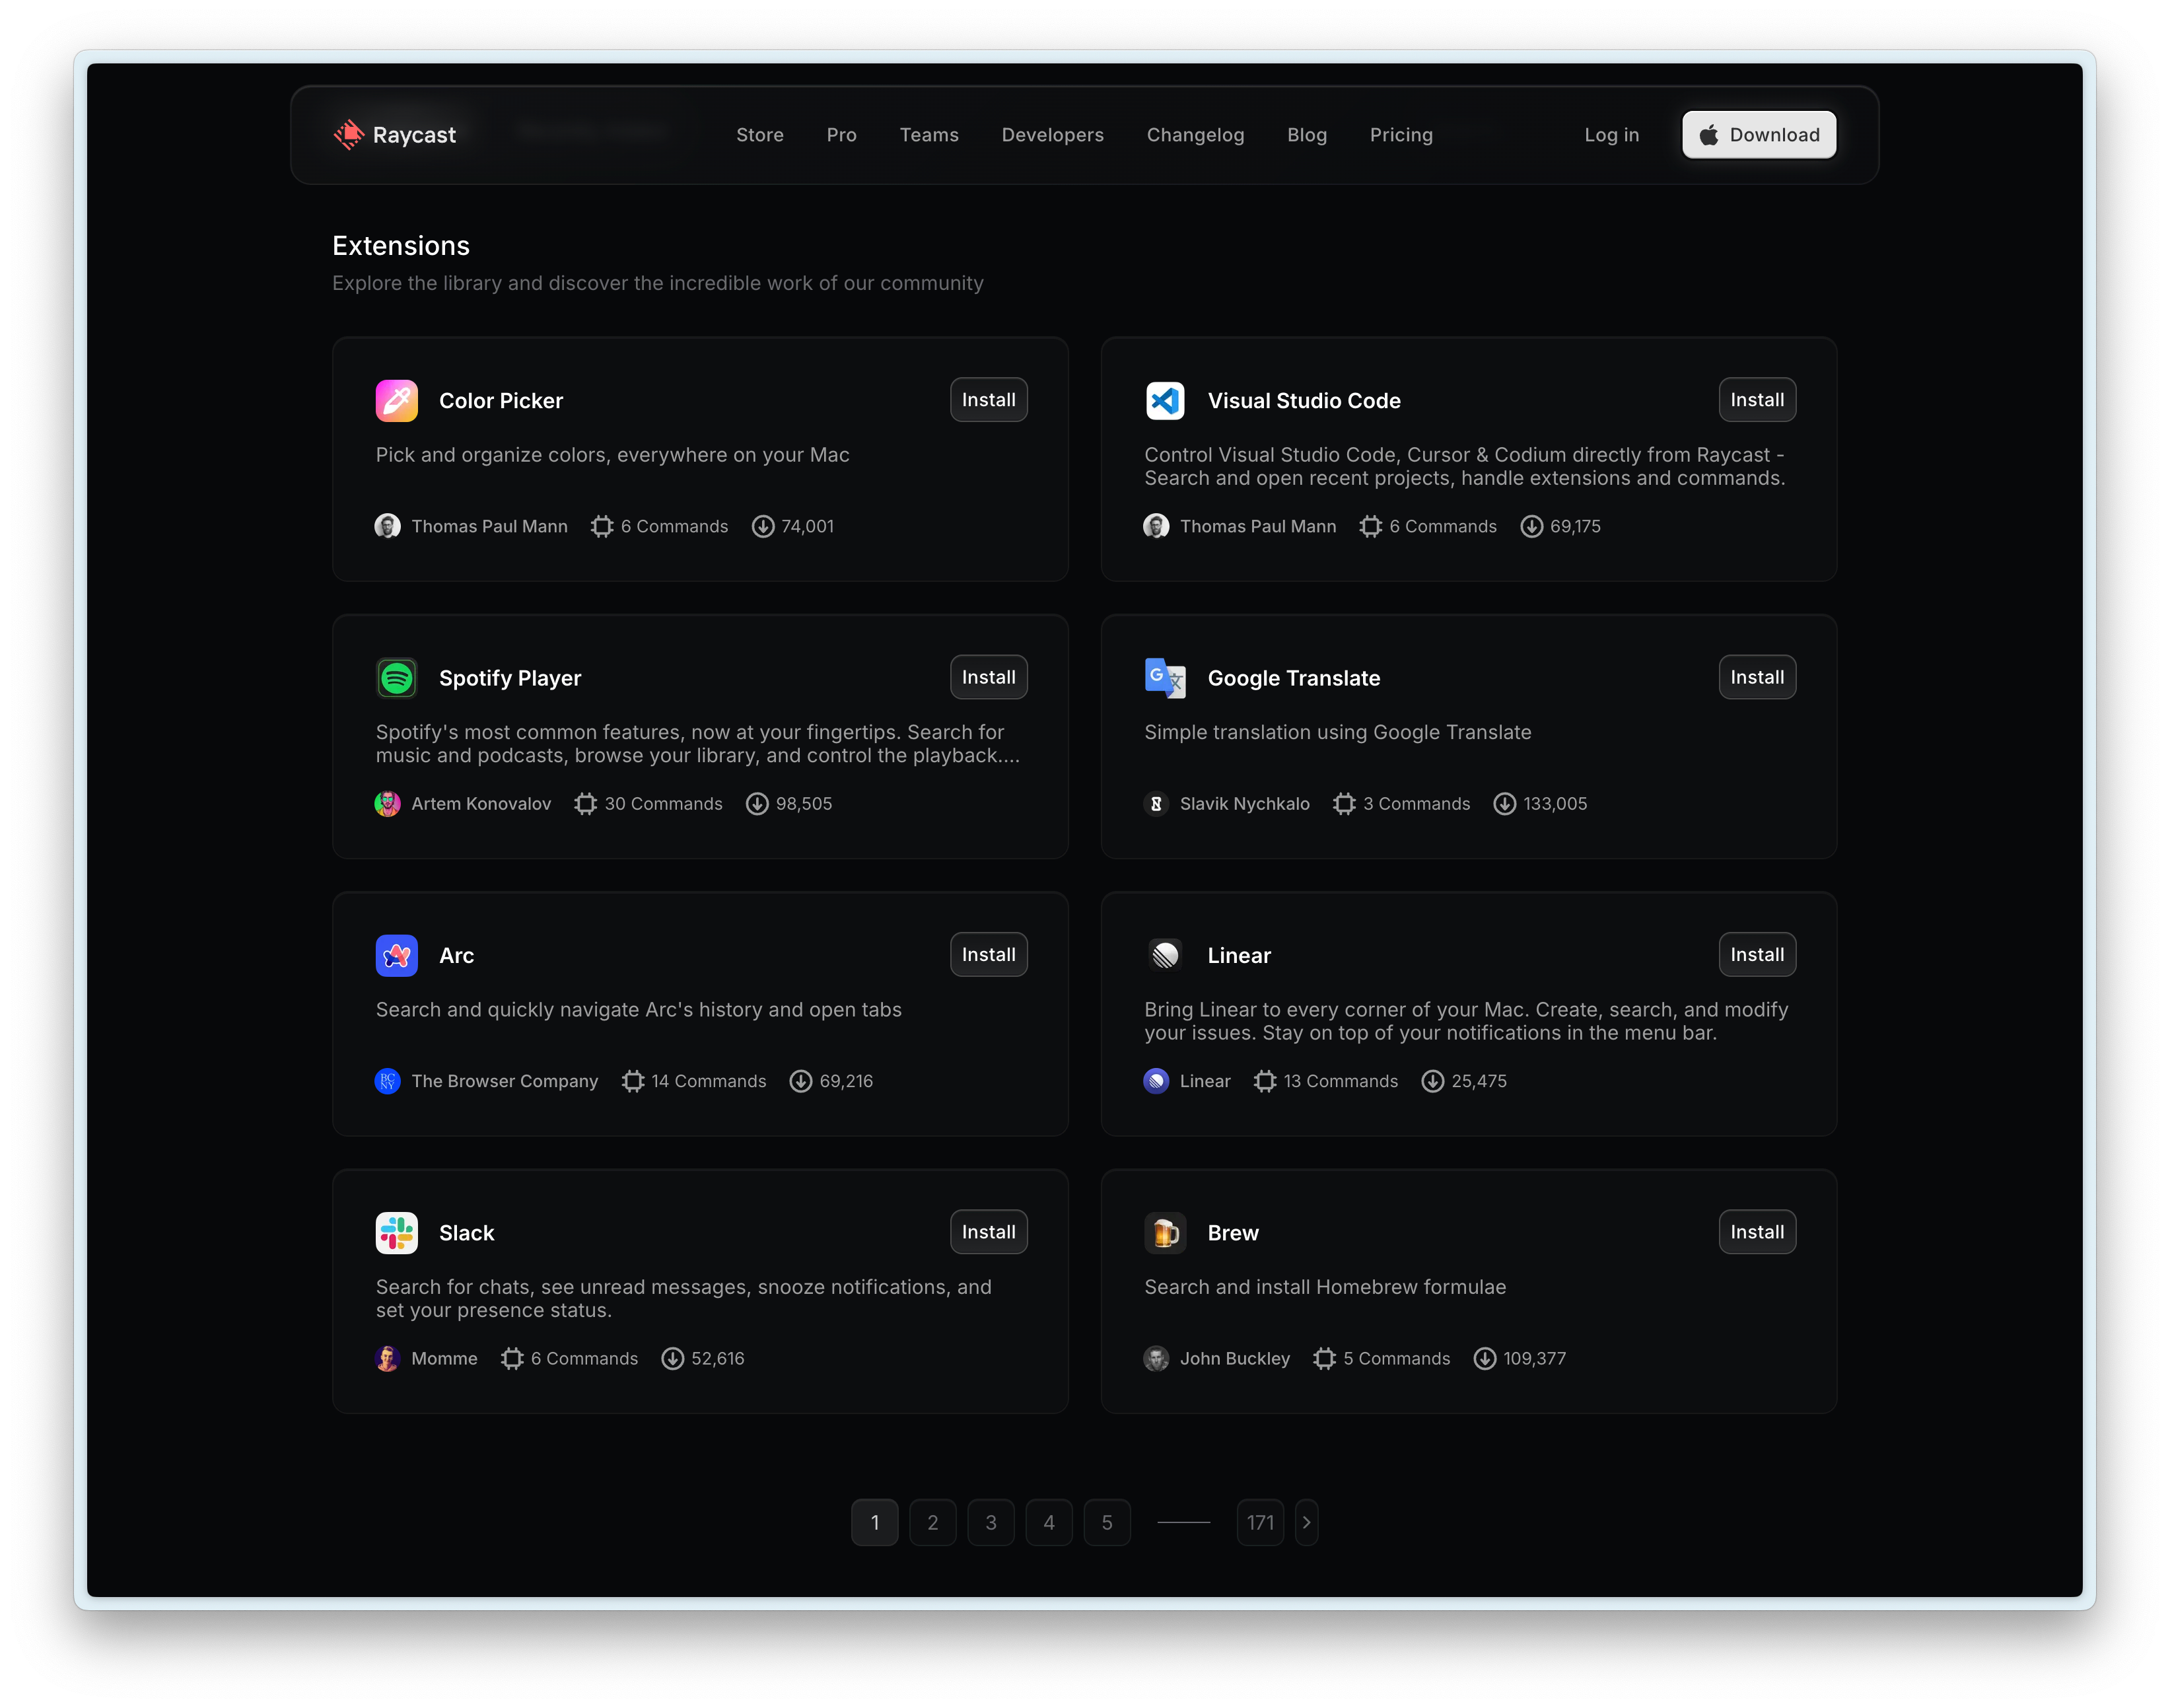 Raycast
Store Pro Teams Developers Changelog Blog Pricing
Log in
Download
Extensions
Explore the library and discover the incredible work of our community
Color Picker
Install
Pick and organize colors, everywhere on your Mac
Thomas Paul Mann 6 Commands 74,001
Visual Studio Code
Install
Control Visual Studio Code, Cursor & Codium directly from Raycast -
Search and open recent projects, handle extensions and commands.
Thomas Paul Mann 6 Commands 69,175
Spotify Player
Install
Spotify's most common features, now at your fingertips. Search for
music and podcasts, browse your library, and control the playback....
Artem Konovalov 30 Commands 98,505
G 文
Google Translate
Install
Simple translation using Google Translate
Slavik Nychkalo 3 Commands 133,005
Arc
Install
Search and quickly navigate Arc's history and open tabs
BC
NY
The Browser Company 14 Commands 69,216
Linear
Install
Bring Linear to every corner of your Mac. Create, search, and modify
your issues. Stay on top of your notifications in the menu bar.
Linear 13 Commands 25,475
Slack
Install
Search for chats, see unread messages, snooze notifications, and
set your presence status.
Momme 6 Commands 52,616
Brew
Install
Search and install Homebrew formulae
John Buckley 5 Commands 109,377
1 2 3 4 5 171